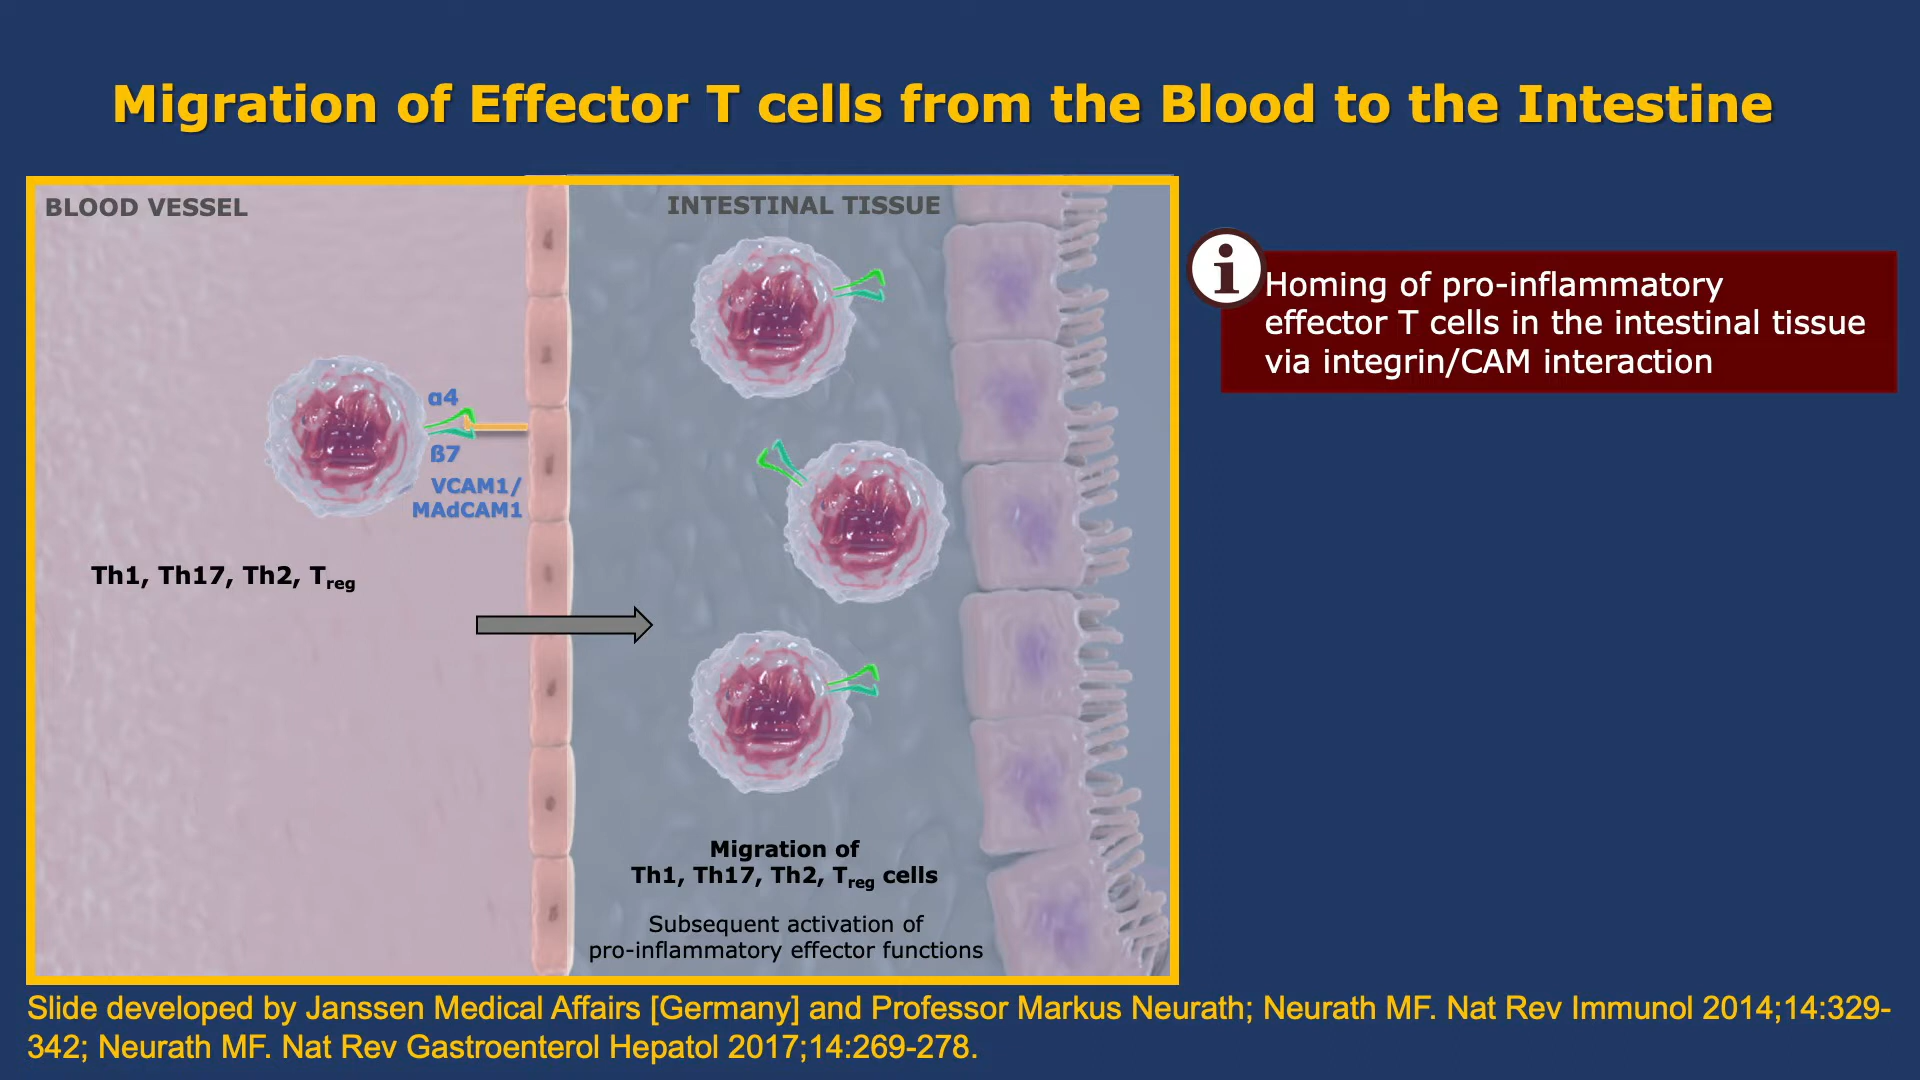 Migration of Effector T cells from the Blood to the Intestine
BLOOD VESSEL
INTESTINAL TISSUE
α4
ß7
VCAM1/
MAdCAM1
Th1, Th17, Th2, Treg
Migration of
Th1, Th17, Th2, Treg cells
Subsequent activation of
pro-inflammatory effector functions
i
Homing of pro-inflammatory
effector T cells in the intestinal tissue
via integrin/CAM interaction
Slide developed by Janssen Medical Affairs [Germany] and Professor Markus Neurath; Neurath MF. Nat Rev Immunol 2014;14:329-
342; Neurath MF. Nat Rev Gastroenterol Hepatol 2017;14:269-278.